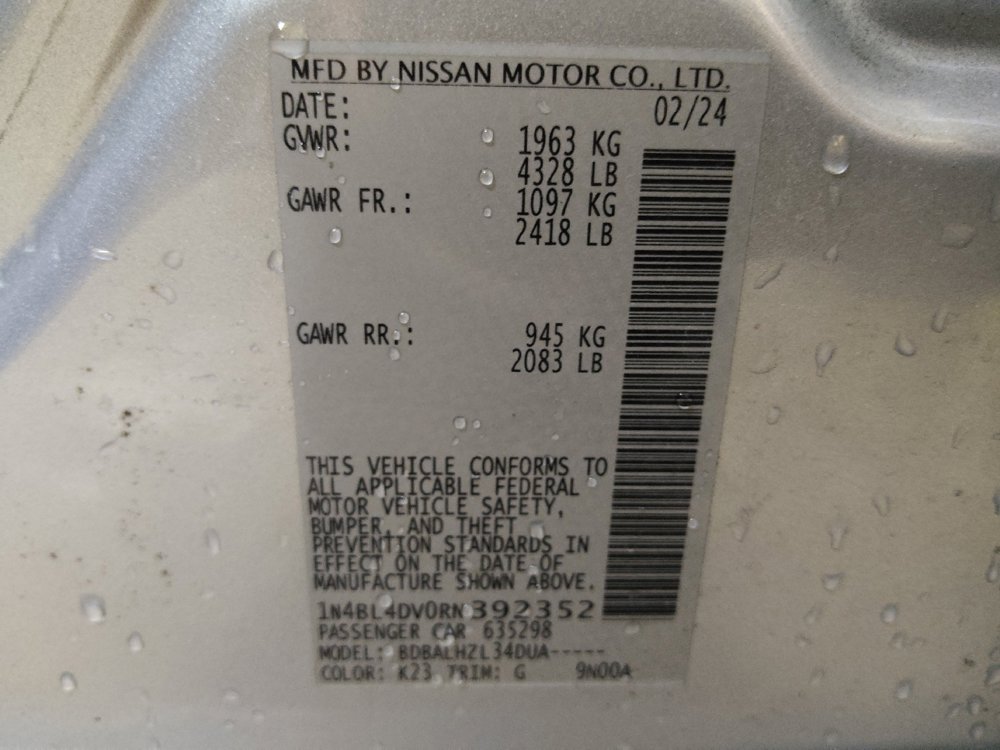 MFD BY NISSAN MOTOR CO., LTD.
DATE: 02/24
GVWR: 1963 KG
4328 LB
GAWR FR.: 1097 KG
2418 LB
GAWR RR.: 945 KG
2083 LB
THIS VEHICLE CONFORMS TO
ALL APPLICABLE FEDERAL
MOTOR VEHICLE SAFETY,
BUMPER, AND THEFT
PREVENTION STANDARDS IN
EFFECT ON THE DATE OF
MANUFACTURE SHOWN ABOVE.
1N4BL4DV0RN392352
PASSENGER CAR 635298
MODEL: BDBALHZL34DUA-----
COLOR: K23 TRIM: G 9N00A